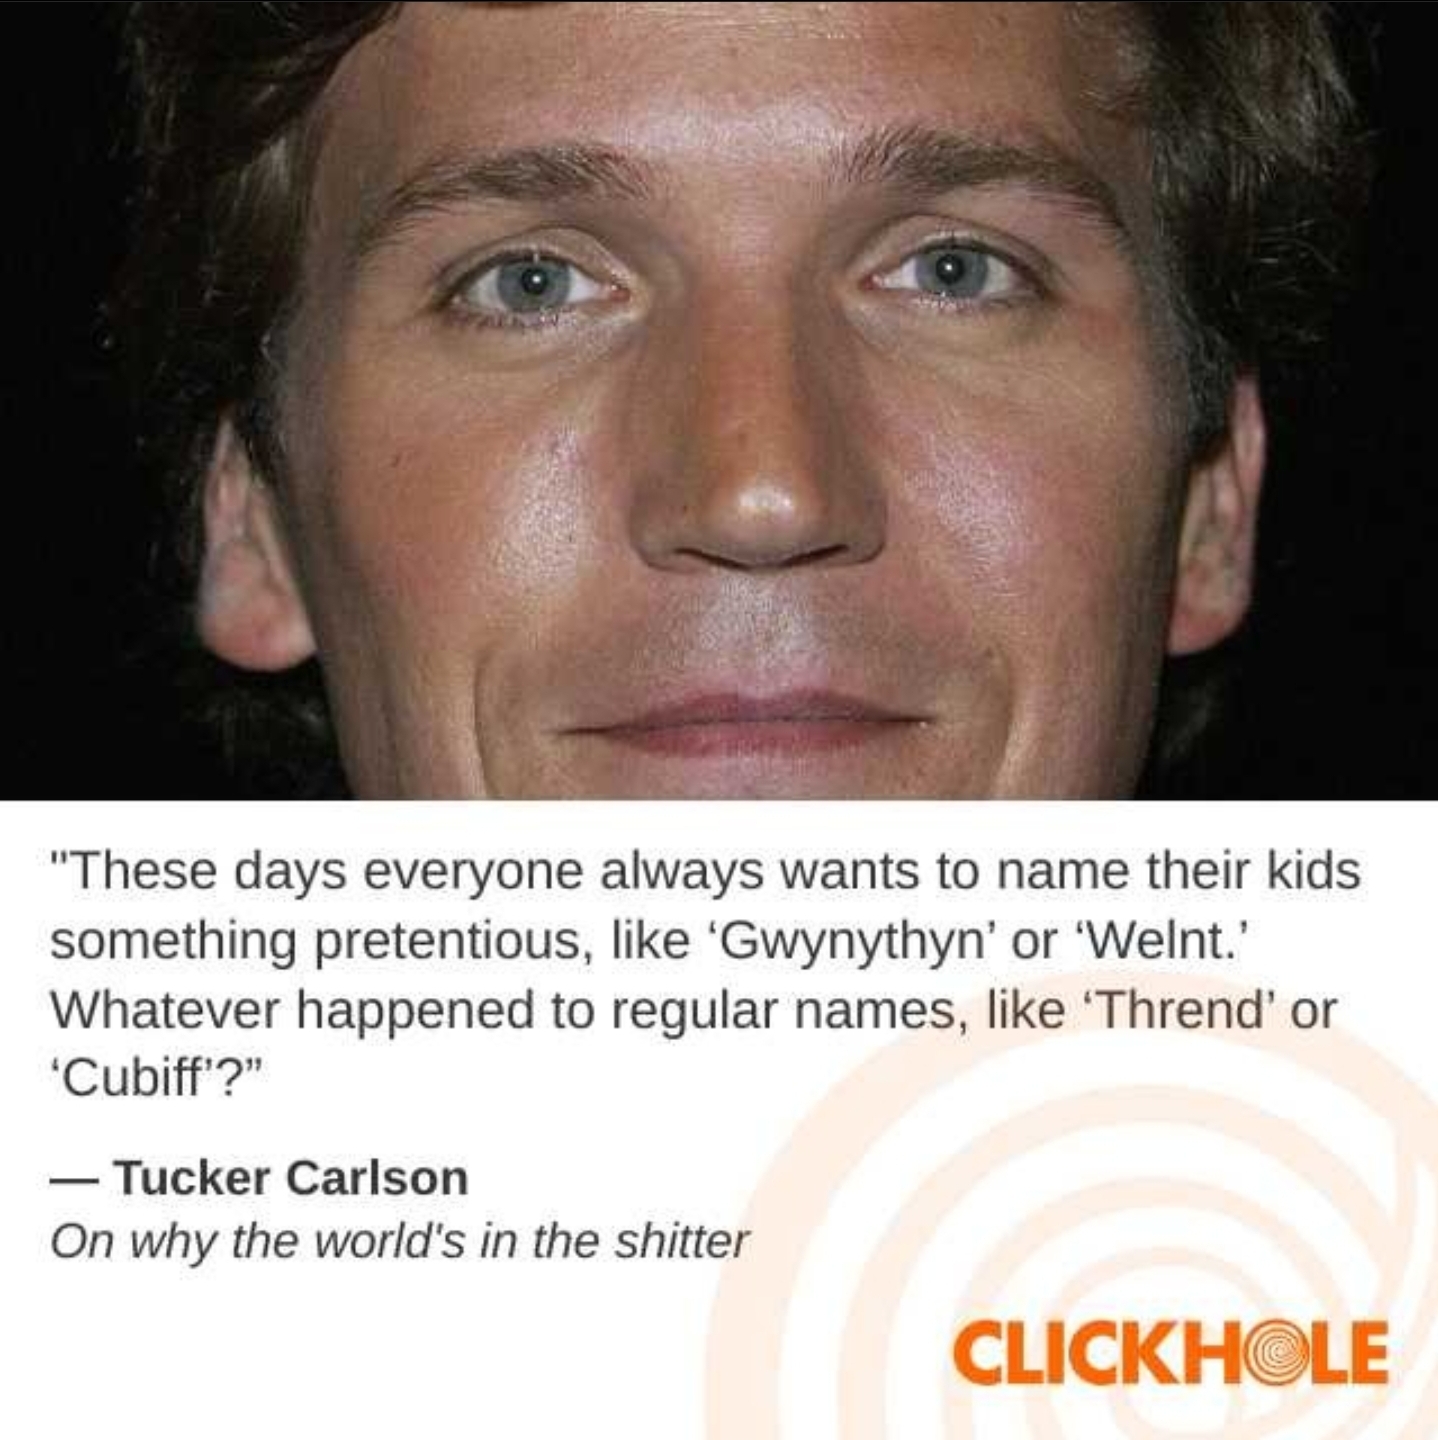 "These days everyone always wants to name their kids
something pretentious, like ‘Gwynythyn’ or ‘Welnt.’
Whatever happened to regular names, like ‘Thrend’ or
‘Cubiff’?”
— Tucker Carlson
On why the world's in the shitter
CLICKHOLE